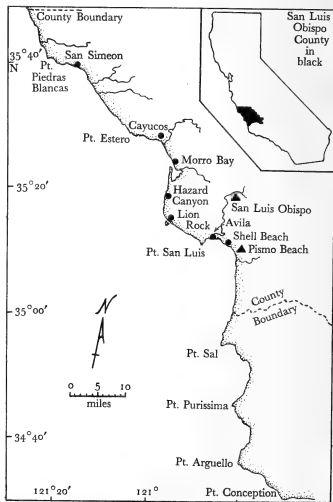 County Boundary
San Luis
Obispo
County
in
black
35°40'
N
San Simeon
Pt.
Piedras
Blancas
Cayucos
Pt. Estero
Morro Bay
35°20'
Hazard
Canyon
San Luis Obispo
Lion
Rock
Avila
Shell Beach
Pt. San Luis
Pismo Beach
35°00'
County
Boundary
N
Pt. Sal
0 5 10
miles
Pt. Purissima
34°40'
Pt. Arguello
Pt. Conception
121°20' 121°